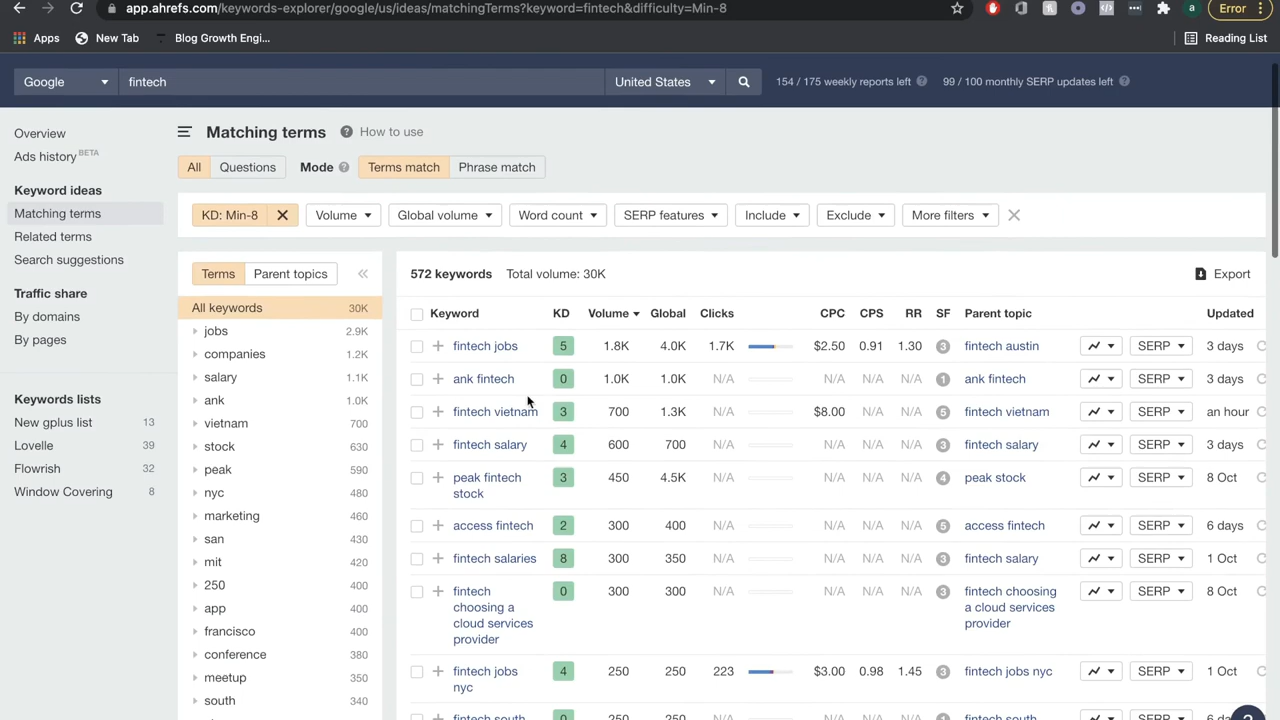 app.ahrefs.com/keywords-explorer/google/us/ideas/matchingTerms?keyword=fintech&difficulty=Min-8
a
Error
Apps
New Tab
Blog Growth Engi...
Reading List
Google
fintech
United States
154 / 175 weekly reports left ?
99 / 100 monthly SERP updates left ?
Overview
Ads history BETA
Keyword ideas
Matching terms
Related terms
Search suggestions
Traffic share
By domains
By pages
Keywords lists
New gplus list 13
Lovelle 39
Flowrish 32
Window Covering 8
Matching terms ? How to use
All Questions Mode ? Terms match Phrase match
KD: Min-8 Volume Global volume Word count SERP features Include Exclude More filters
Terms Parent topics
All keywords 30K
jobs 2.9K
companies 1.2K
salary 1.1K
ank 1.0K
vietnam 700
stock 630
peak 590
nyc 480
marketing 460
san 430
mit 420
250 400
app 400
francisco 400
conference 380
meetup 350
south 340
572 keywords Total volume: 30K Export
Keyword KD Volume Global Clicks CPC CPS RR SF Parent topic Updated
fintech jobs 5 1.8K 4.0K 1.7K $2.50 0.91 1.30 3 fintech austin SERP 3 days
ank fintech 0 1.0K 1.0K N/A N/A N/A N/A 1 ank fintech SERP 3 days
fintech vietnam 3 700 1.3K N/A $8.00 N/A N/A 5 fintech vietnam SERP an hour
fintech salary 4 600 700 N/A N/A N/A N/A 3 fintech salary SERP 3 days
peak fintech 3 450 4.5K N/A N/A N/A N/A 4 peak stock SERP 8 Oct
stock
access fintech 2 300 400 N/A N/A N/A N/A 5 access fintech SERP 6 days
fintech salaries 8 300 350 N/A N/A N/A N/A 3 fintech salary SERP 1 Oct
fintech 0 300 300 N/A N/A N/A N/A 3 fintech choosing SERP 8 Oct
choosing a a cloud services
cloud services provider
provider
fintech jobs 4 250 250 223 $3.00 0.98 1.45 3 fintech jobs nyc SERP 1 Oct
nyc